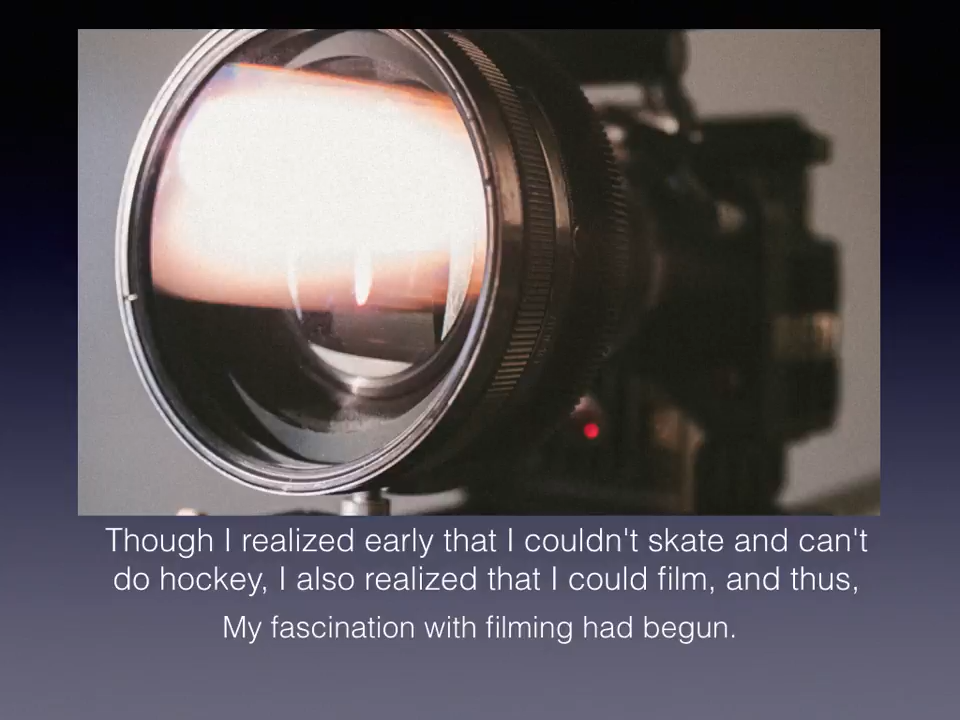 Though I realized early that I couldn't skate and can't
do hockey, I also realized that I could film, and thus,
My fascination with filming had begun.